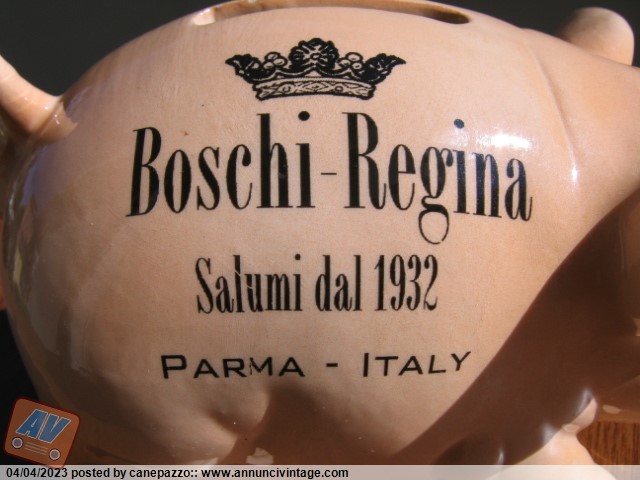 Boschi-Regina
Salumi dal 1932
PARMA - ITALY
AV
04/04/2023 posted by canepazzo:: www.annuncivintage.com